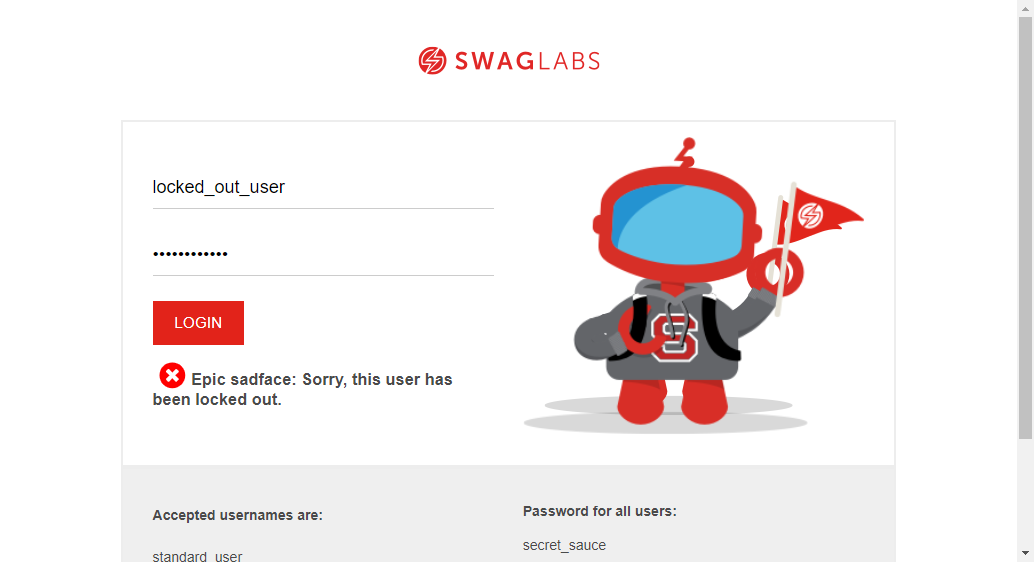 SWAGLABS
locked_out_user
••••••••••••
LOGIN
Epic sadface: Sorry, this user has
been locked out.
S
Accepted usernames are:
standard_user
Password for all users:
secret_sauce